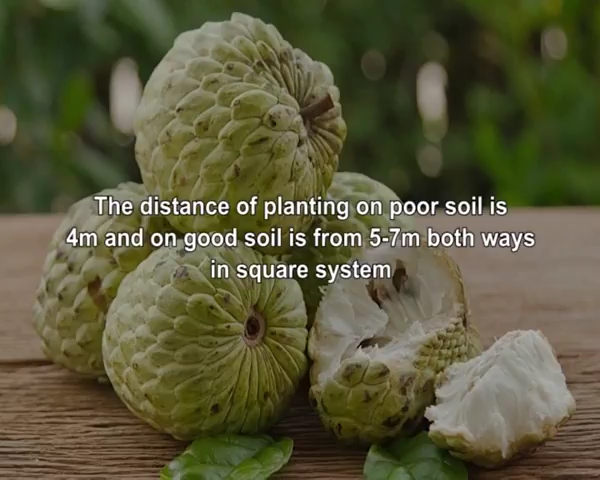 The distance of planting on poor soil is
4m and on good soil is from 5-7m both ways
in square system